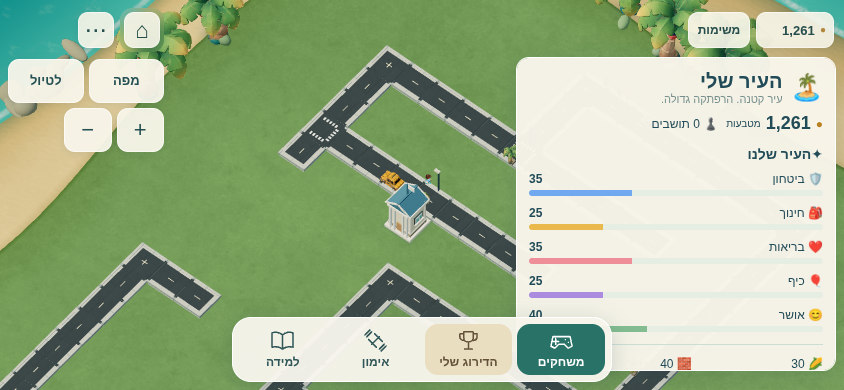 1,261
משימות
מפה
לטיול
העיר שלי
עיר קטנה. הרפתקה גדולה.
1,261 מטבעות 0 תושבים
העיר שלנו
ביטחון 35
חינוך 25
בריאות 35
כיף 25
אושר 40
30 40
משחקים
הדירוג שלי
אימון
למידה